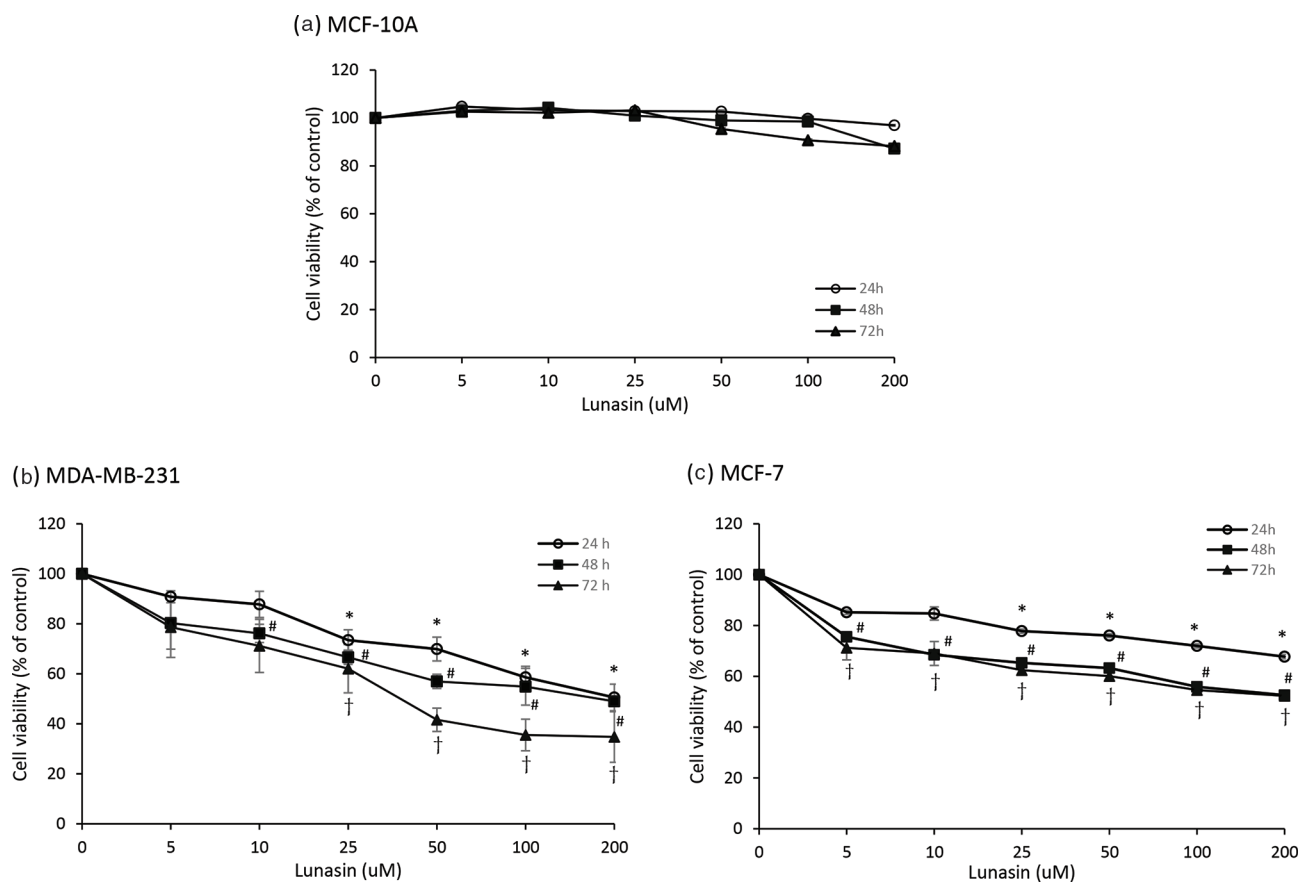 (a) MCF-10A
120
100
80
60
40
20
0
Cell viability (% of control)
24h
48h
72h
0 5 10 25 50 100 200
Lunasin (uM)
(b) MDA-MB-231
120
100
80
60
40
20
0
Cell viability (% of control)
24 h
48 h
72 h
* * * *
# # # # #
† † † †
0 5 10 25 50 100 200
Lunasin (uM)
(c) MCF-7
120
100
80
60
40
20
0
Cell viability (% of control)
24h
48h
72h
* * * *
# # # # # #
† † † † † †
0 5 10 25 50 100 200
Lunasin (uM)